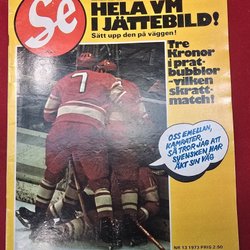 Se
HELA VM
I JÄTTEBILD!
Sätt upp den på väggen!
Tre
Kronor
i prat-
bubblor
-vilken
skratt-
match!
7
OSS EMELLAN,
KAMRATER,
SÅ TROR JAG ATT
SVENSKEN HAR
ÅKT SIN VÄG
NR 13 1973 PRIS 2:50